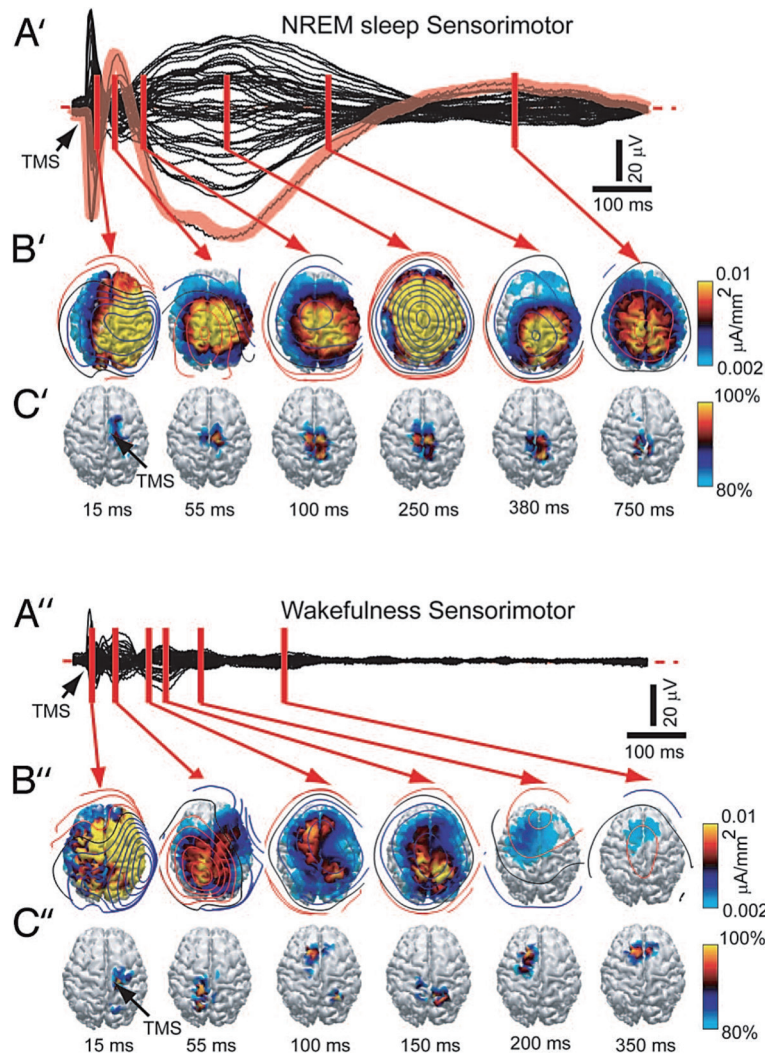 A' NREM sleep Sensorimotor
TMS
20 μV
100 ms
B'
0.01
μA/mm²
0.002
C'
TMS
100%
80%
15 ms 55 ms 100 ms 250 ms 380 ms 750 ms
A" Wakefulness Sensorimotor
TMS
20 μV
100 ms
B"
0.01
μA/mm²
0.002
C"
TMS
100%
80%
15 ms 55 ms 100 ms 150 ms 200 ms 350 ms